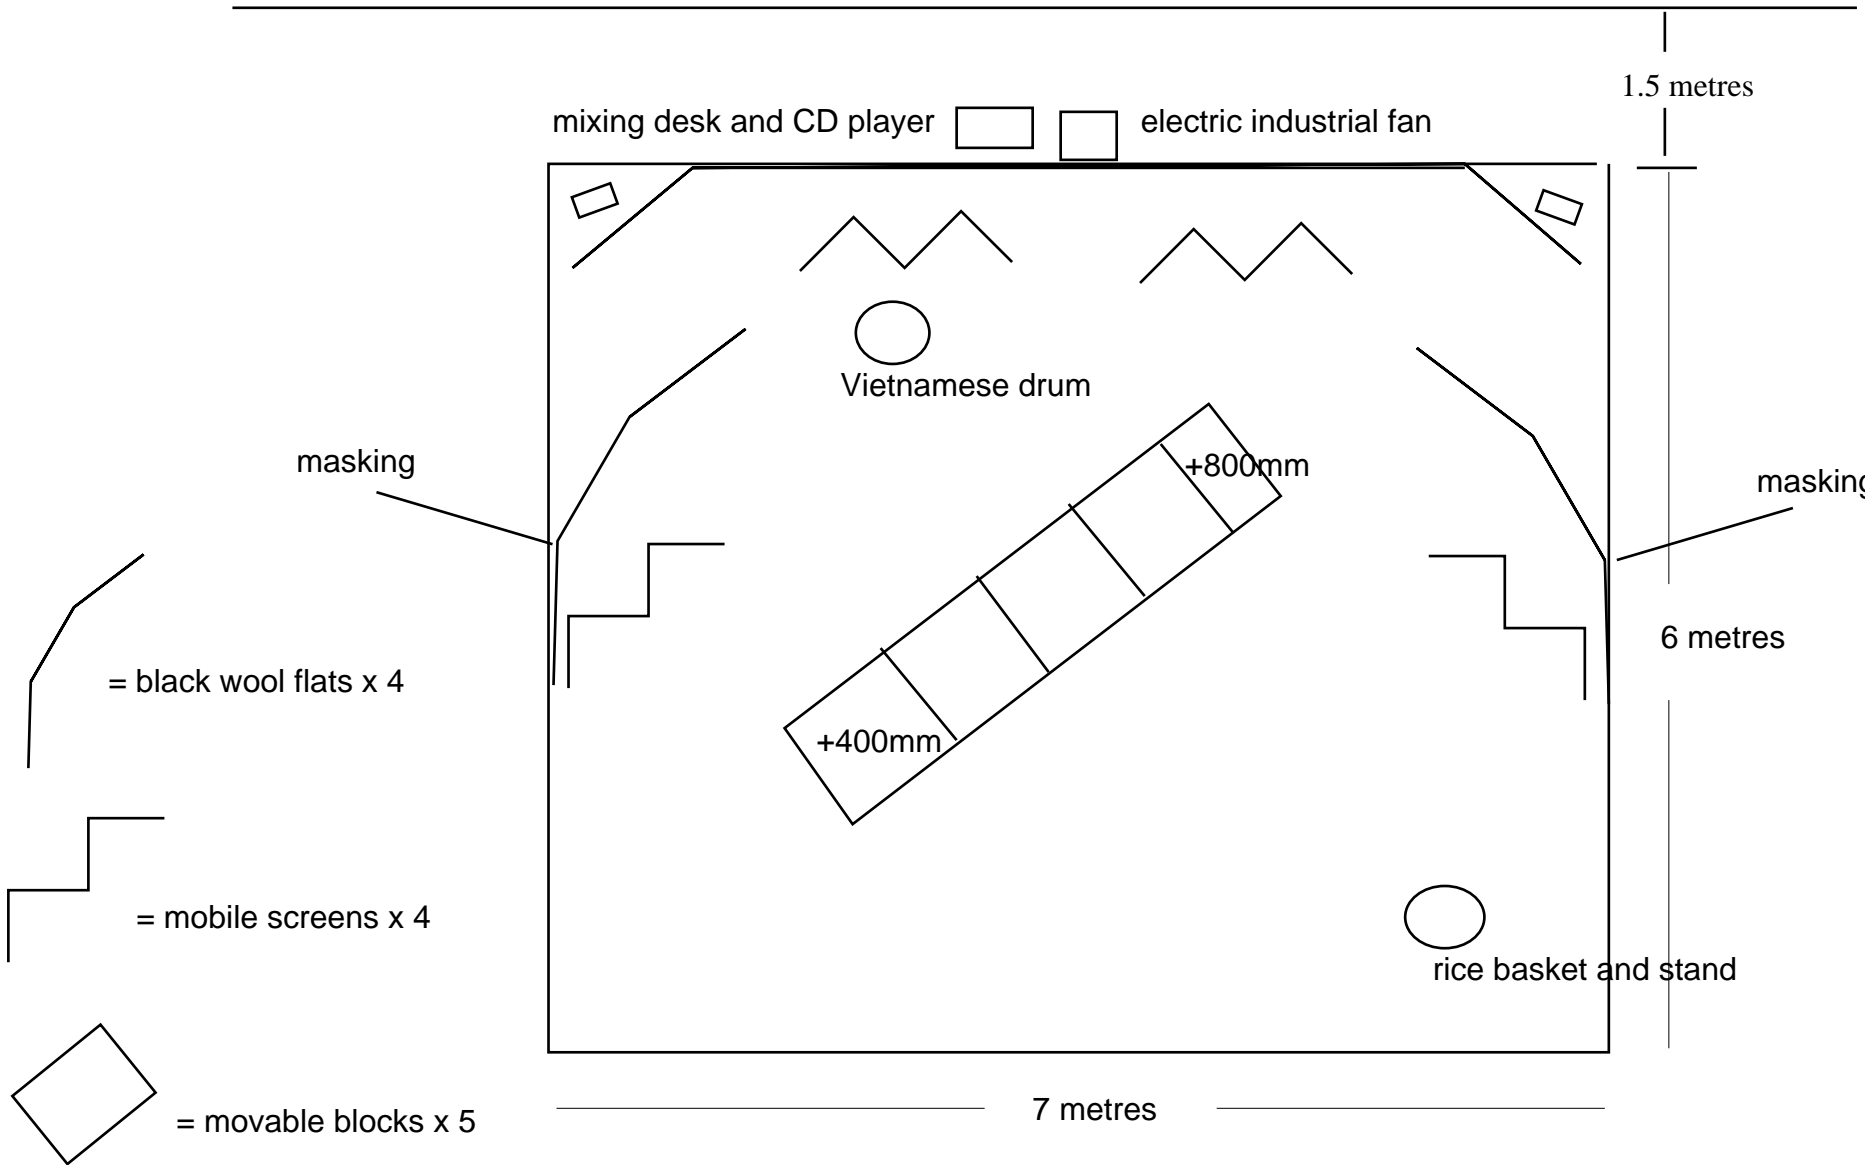 1.5 metres
mixing desk and CD player
electric industrial fan
Vietnamese drum
masking
+800mm
masking
6 metres
= black wool flats x 4
+400mm
= mobile screens x 4
rice basket and stand
7 metres
= movable blocks x 5